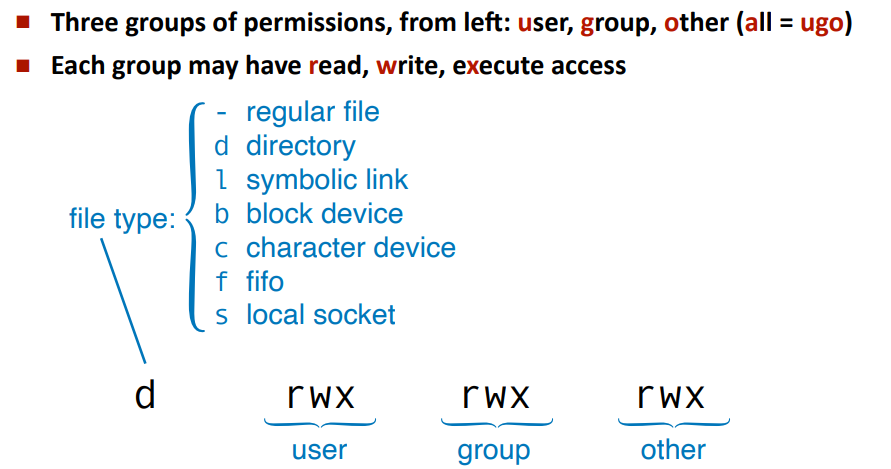 Three groups of permissions, from left: user, group, other (all = ugo)
Each group may have read, write, execute access
- regular file
d directory
l symbolic link
file type: b block device
c character device
f fifo
s local socket
d rwx rwx rwx
user group other